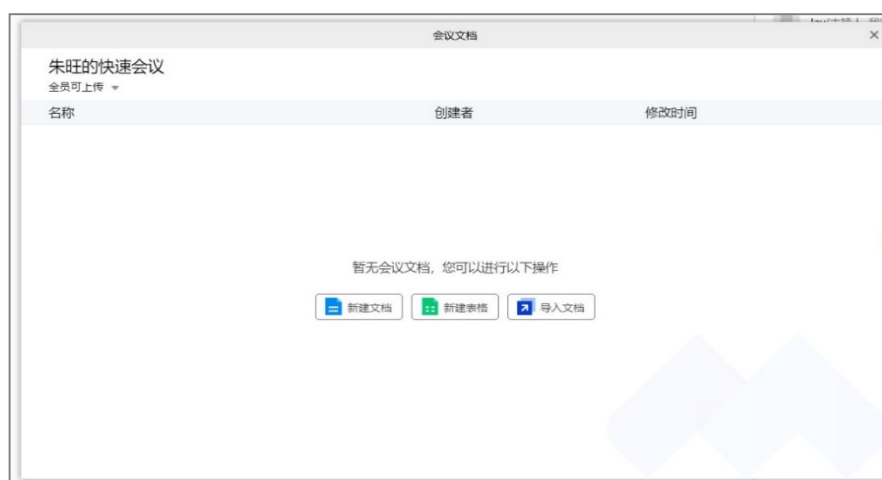 会议文档
朱旺的快速会议
全员可上传
名称 创建者 修改时间
暂无会议文档，您可以进行以下操作
新建文档 新建表格 导入文档